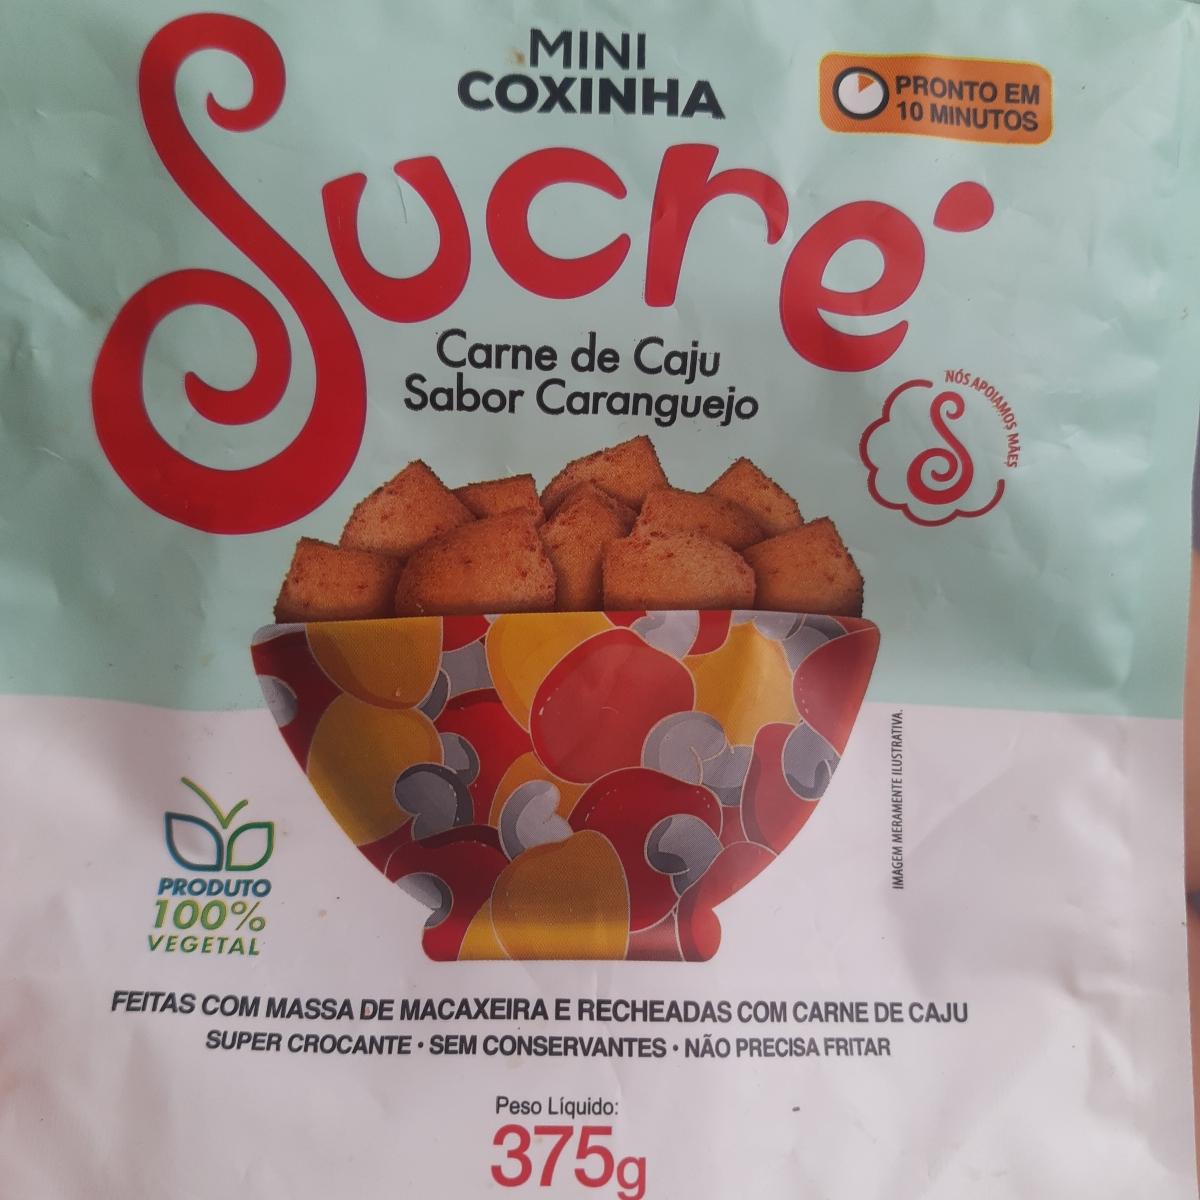 MINI
COXINHA
PRONTO EM
10 MINUTOS
Sucré
Carne de Caju
Sabor Caranguejo
NÓS APOIAMOS MÃES
IMAGEM MERAMENTE ILUSTRATIVA.
PRODUTO
100%
VEGETAL
FEITAS COM MASSA DE MACAXEIRA E RECHEADAS COM CARNE DE CAJU
SUPER CROCANTE • SEM CONSERVANTES • NÃO PRECISA FRITAR
Peso Líquido:
375g